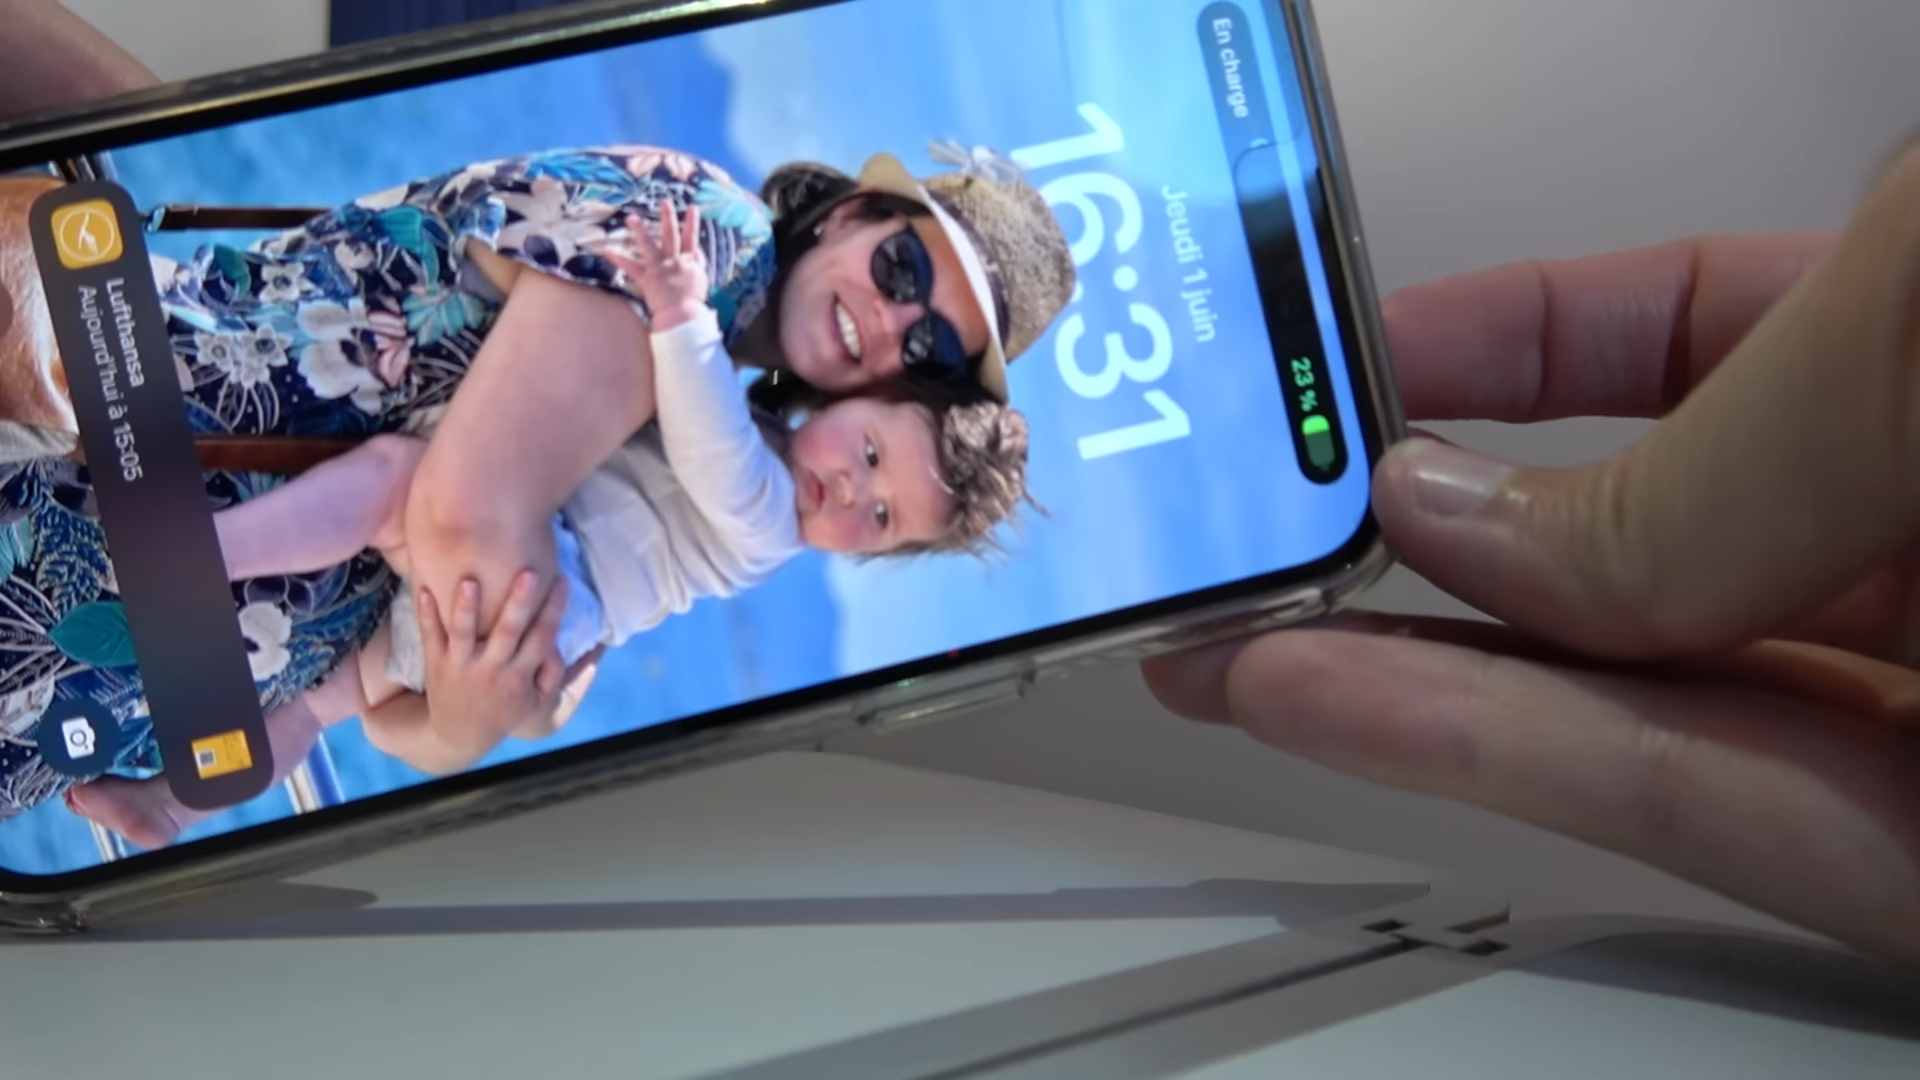 En charge
23 %
Jeudi 1 juin
16:31
Lufthansa
Aujourd'hui à 15:05